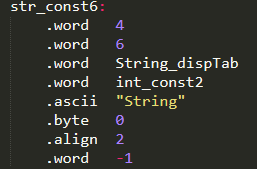 str_const6:
    .word   4
    .word   6
    .word   String_dispTab
    .word   int_const2
    .ascii  "String"
    .byte   0
    .align  2
    .word   -1